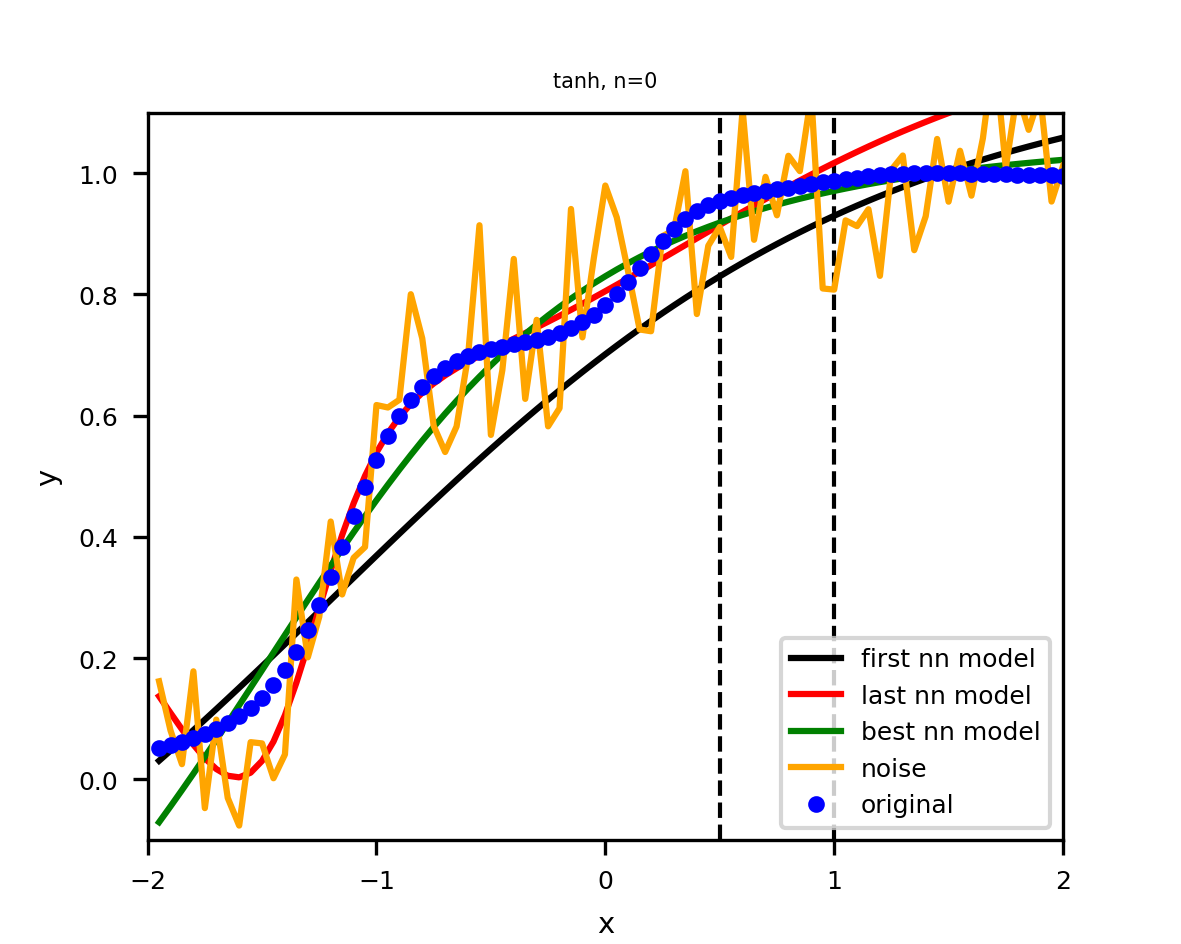 tanh, n=0
1.0
0.8
0.6
0.4
0.2
0.0
y
−2
−1
0
1
2
x
first nn model
last nn model
best nn model
noise
original